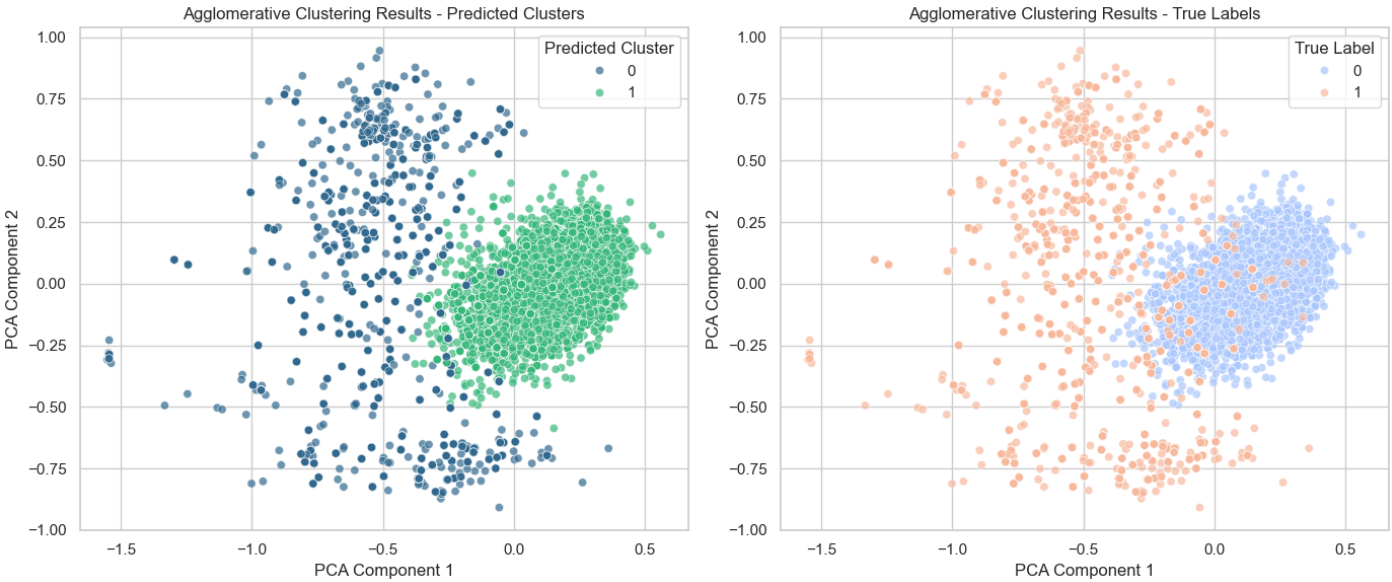 Agglomerative Clustering Results - Predicted Clusters
Predicted Cluster
0
1
1.00
0.75
0.50
0.25
0.00
−0.25
−0.50
−0.75
−1.00
PCA Component 2
−1.5 −1.0 −0.5 0.0 0.5
PCA Component 1
Agglomerative Clustering Results - True Labels
True Label
0
1
1.00
0.75
0.50
0.25
0.00
−0.25
−0.50
−0.75
−1.00
PCA Component 2
−1.5 −1.0 −0.5 0.0 0.5
PCA Component 1